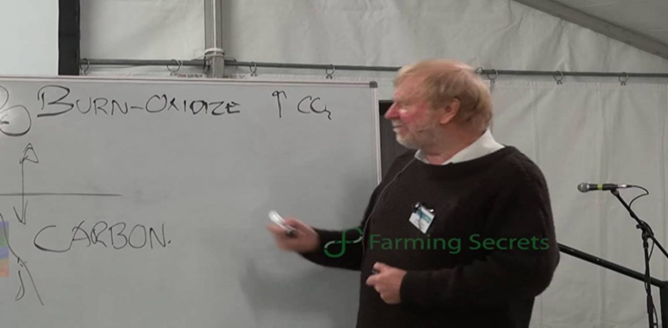 BURN-OXIDIZE ↑ CO₂
CARBON.
Farming Secrets